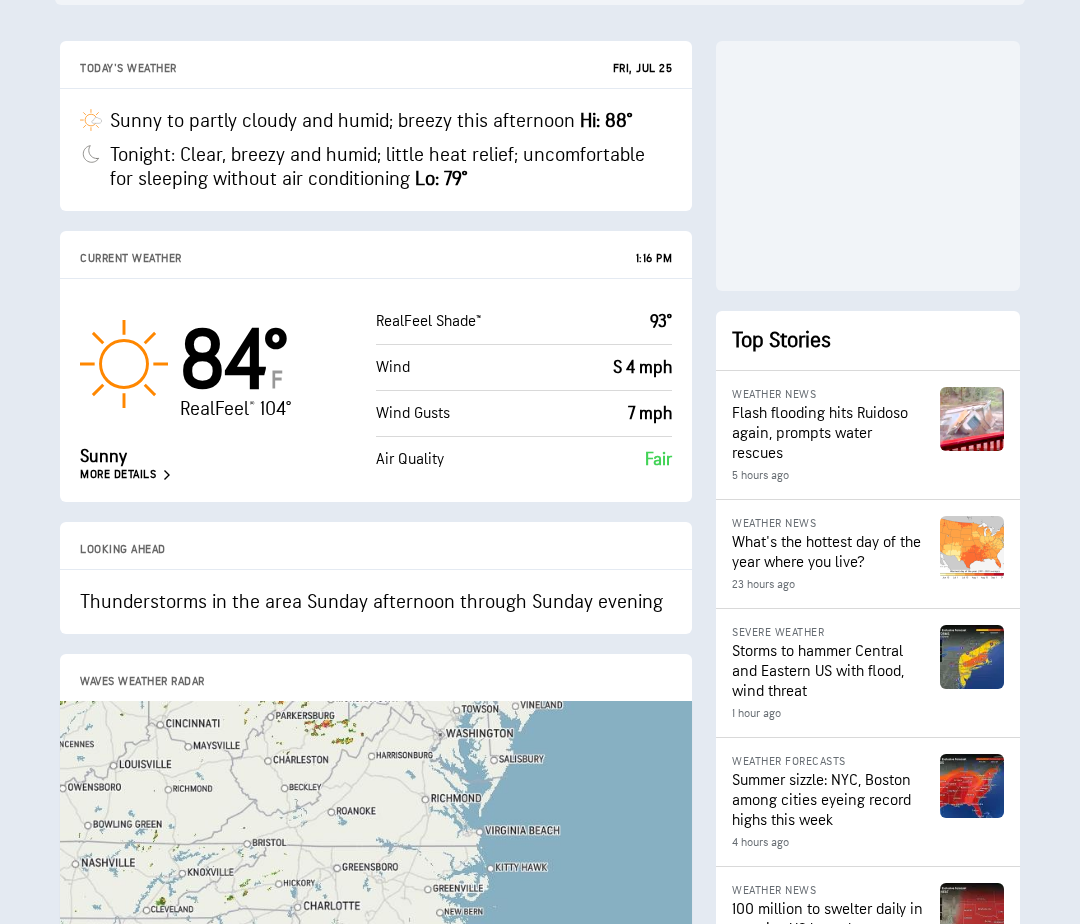 TODAY'S WEATHER
FRI, JUL 25
Sunny to partly cloudy and humid; breezy this afternoon Hi: 88°
Tonight: Clear, breezy and humid; little heat relief; uncomfortable
for sleeping without air conditioning Lo: 79°
CURRENT WEATHER
1:16 PM
84°
F
RealFeel® 104°
Sunny
MORE DETAILS
RealFeel Shade™
93°
Wind
S 4 mph
Wind Gusts
7 mph
Air Quality
Fair
LOOKING AHEAD
Thunderstorms in the area Sunday afternoon through Sunday evening
WAVES WEATHER RADAR
TOWSON
VINELAND
PARKERSBURG
CINCINNATI
WASHINGTON
NCENNES
MAYSVILLE
HARRISONBURG
SALISBURY
CHARLESTON
LOUISVILLE
OWENSBORO
RICHMOND
BECKLEY
RICHMOND
ROANOKE
BOWLING GREEN
VIRGINIA BEACH
BRISTOL
NASHVILLE
KNOXVILLE
GREENSBORO
KITTY HAWK
HICKORY
GREENVILLE
CLEVELAND
CHARLOTTE
NEW BERN
Top Stories
WEATHER NEWS
Flash flooding hits Ruidoso
again, prompts water
rescues
5 hours ago
WEATHER NEWS
What's the hottest day of the
year where you live?
23 hours ago
SEVERE WEATHER
Storms to hammer Central
and Eastern US with flood,
wind threat
1 hour ago
WEATHER FORECASTS
Summer sizzle: NYC, Boston
among cities eyeing record
highs this week
4 hours ago
WEATHER NEWS
100 million to swelter daily in